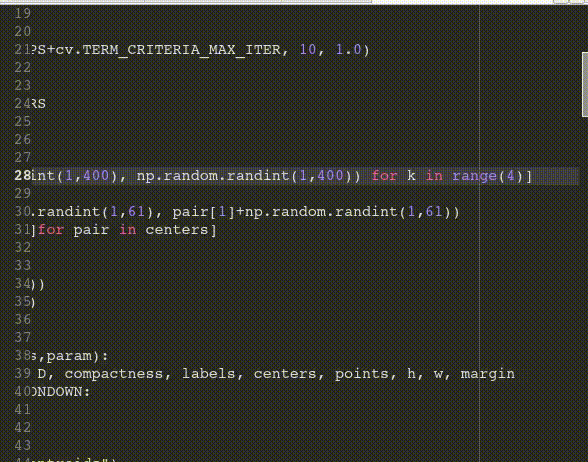 19
20
21PS+cv.TERM_CRITERIA_MAX_ITER, 10, 1.0)
22
23
24RS
25
26
27
28int(1,400), np.random.randint(1,400)) for k in range(4)]
29
30.randint(1,61), pair[1]+np.random.randint(1,61))
31]for pair in centers]
32
33
34))
35)
36
37
38s,param):
39 D, compactness, labels, centers, points, h, w, margin
40ONDOWN:
41
42
43